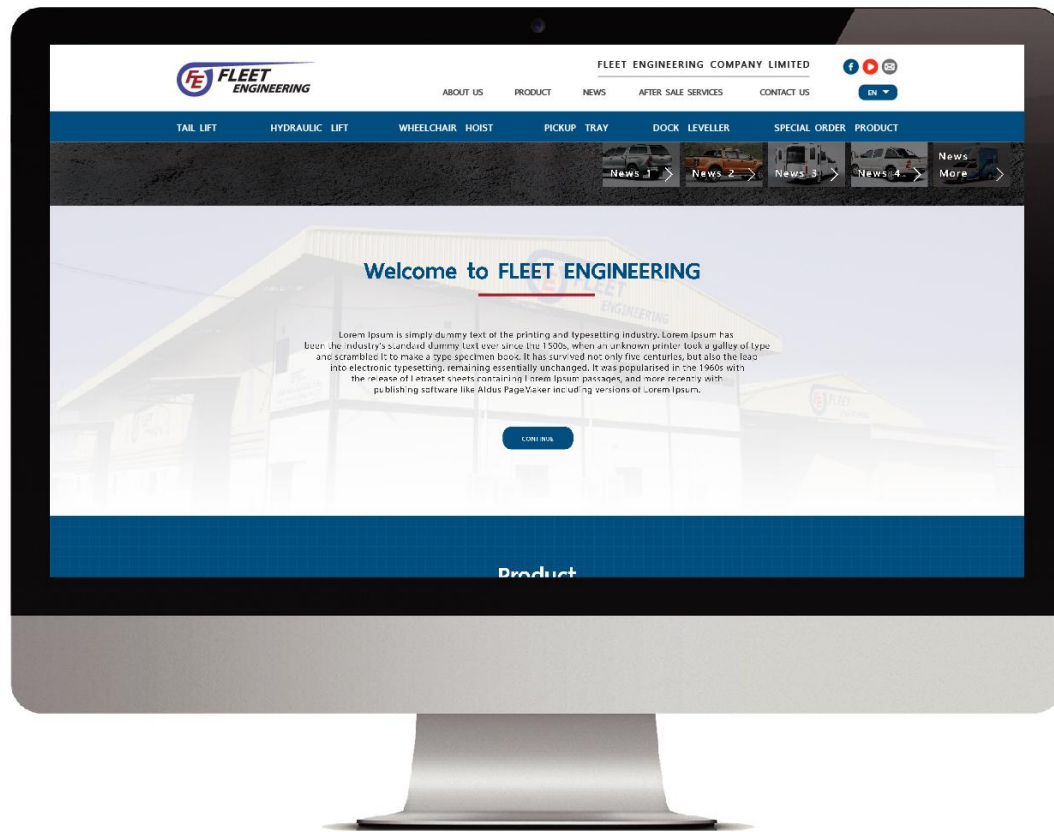 FE FLEET
ENGINEERING
FLEET ENGINEERING COMPANY LIMITED
ABOUT US PRODUCT NEWS AFTER SALE SERVICES CONTACT US EN
TAIL LIFT HYDRAULIC LIFT WHEELCHAIR HOIST PICKUP TRAY DOCK LEVELLER SPECIAL ORDER PRODUCT
News 1 News 2 News 3 News 4 News
More
Welcome to FLEET ENGINEERING
FE FLEET
ENGINEERING
Lorem Ipsum is simply dummy text of the printing and typesetting industry. Lorem Ipsum has
been the industry's standard dummy text ever since the 1500s, when an unknown printer took a galley of type
and scrambled it to make a type specimen book. It has survived not only five centuries, but also the leap
into electronic typesetting, remaining essentially unchanged. It was popularised in the 1960s with
the release of Letraset sheets containing Lorem Ipsum passages, and more recently with
publishing software like Aldus PageMaker including versions of Lorem Ipsum.
FE FLEET
CONTINUE
Product